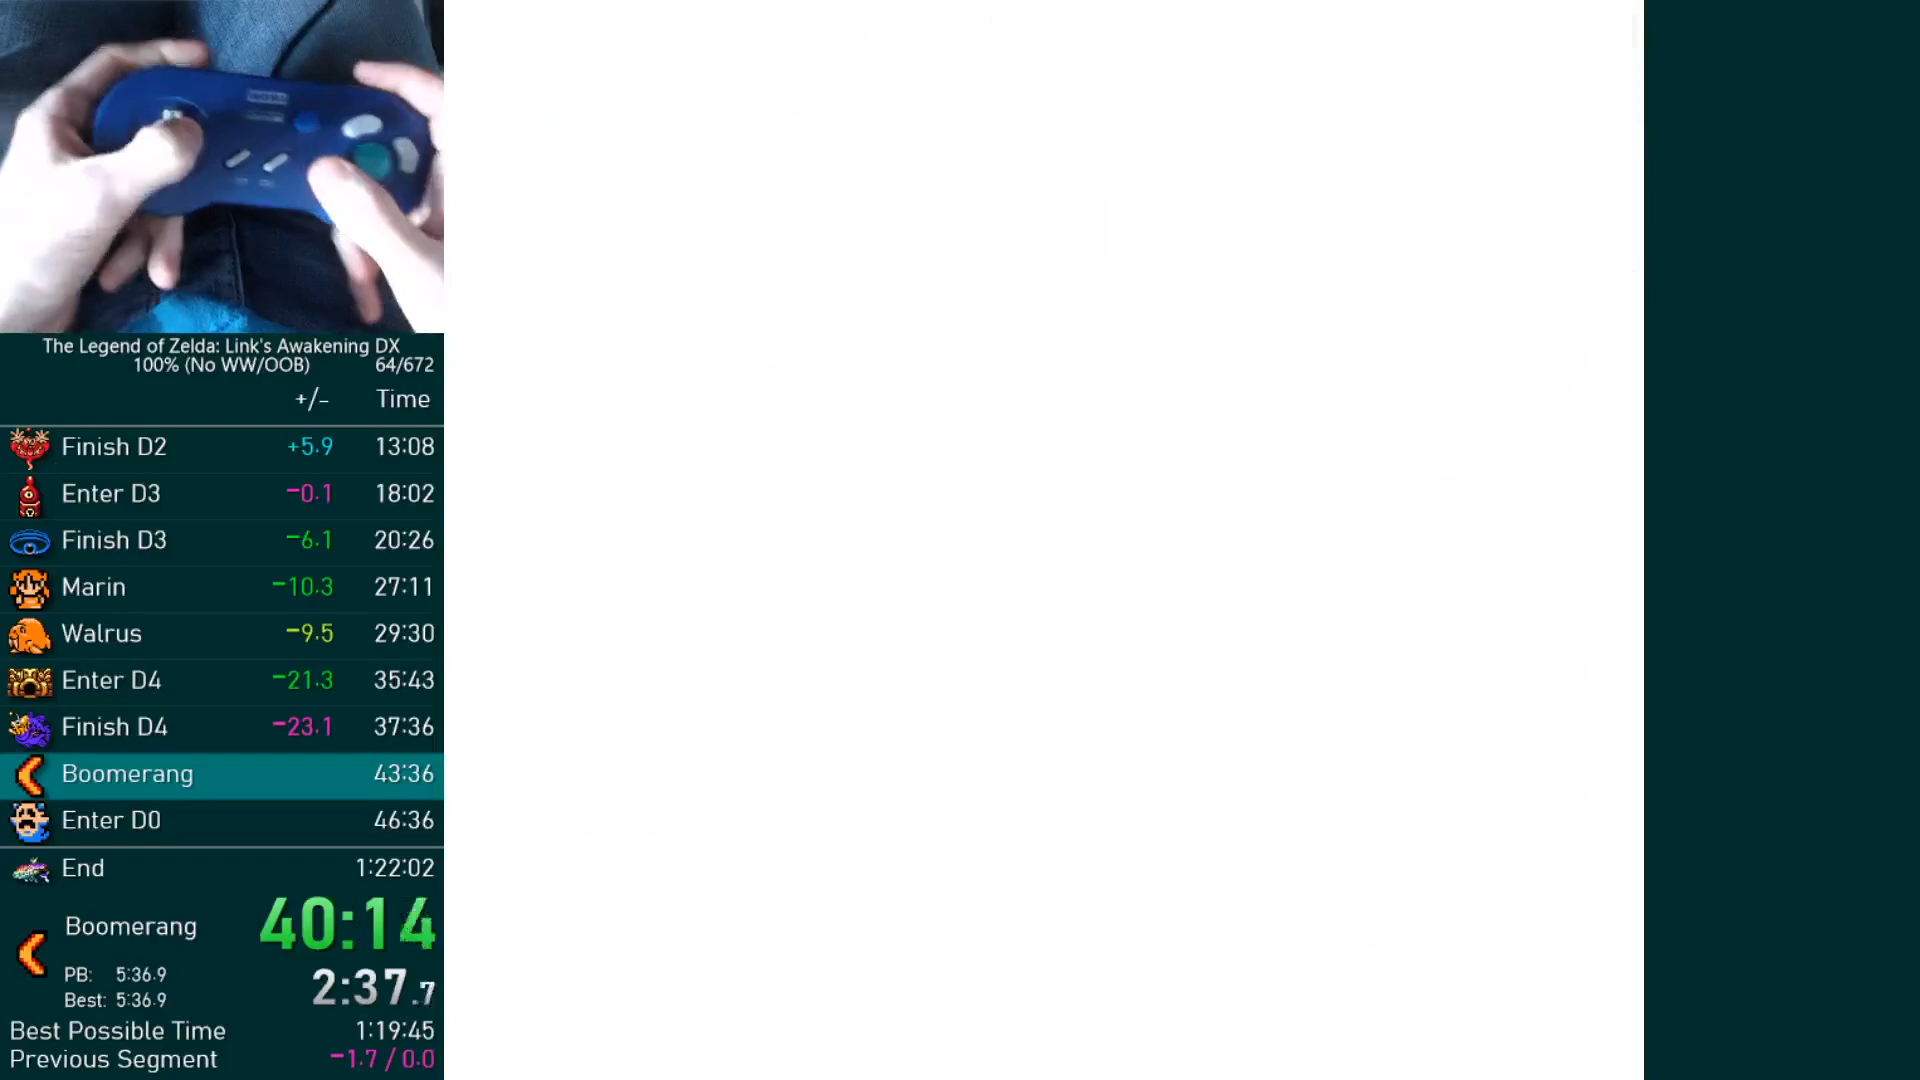 The Legend of Zelda: Link's Awakening DX
100% (No WW/OOB) 64/672
+/- Time
Finish D2 +5.9 13:08
Enter D3 -0.1 18:02
Finish D3 -6.1 20:26
Marin -10.3 27:11
Walrus -9.5 29:30
Enter D4 -21.3 35:43
Finish D4 -23.1 37:36
Boomerang 43:36
Enter D0 46:36
End 1:22:02
Boomerang 40:14
PB: 5:36.9 2:37.7
Best: 5:36.9
Best Possible Time 1:19:45
Previous Segment -1.7 / 0.0